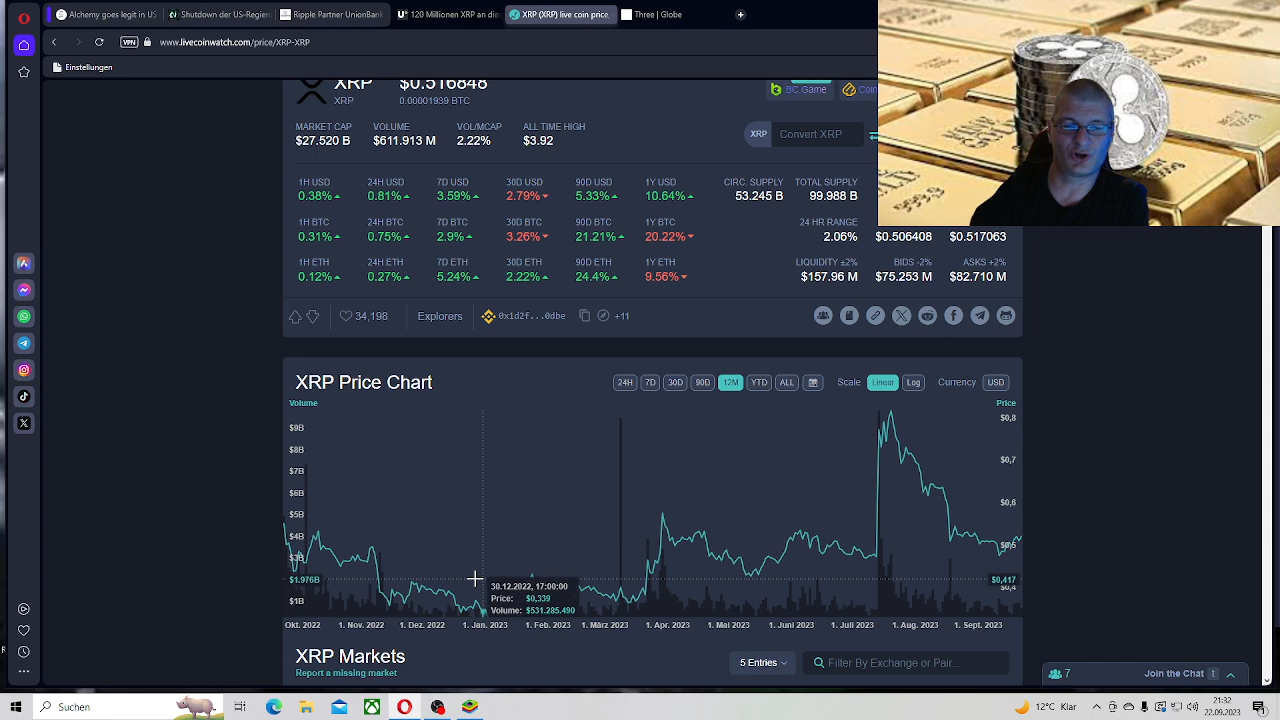 Alchemy goes legit in US
Shutdown der US-Regier
Ripple Partner UnionBank
120 Millionen XRP an die
XRP (XRP) live coin price,
Three | Globe
VPN
www.livecoinwatch.com/price/XRP-XRP
Einstellungen
XRP
$0.516848
XRP
0.00001939 BTC
BC.Game
Coin
MARKET CAP
VOLUME
VOL/MCAP
ALL TIME HIGH
$27.520 B
$611.913 M
2.22%
$3.92
XRP
Convert XRP
1H USD
24H USD
7D USD
30D USD
90D USD
1Y USD
CIRC. SUPPLY
TOTAL SUPPLY
0.38%
0.81%
3.59%
2.79%
5.33%
10.64%
53.245 B
99.988 B
1H BTC
24H BTC
7D BTC
30D BTC
90D BTC
1Y BTC
24 HR RANGE
0.31%
0.75%
2.9%
3.26%
21.21%
20.22%
2.06%
$0.506408
$0.517063
1H ETH
24H ETH
7D ETH
30D ETH
90D ETH
1Y ETH
LIQUIDITY ±2%
BIDS -2%
ASKS +2%
0.12%
0.27%
5.24%
2.22%
24.4%
9.56%
$157.96 M
$75.253 M
$82.710 M
34,198
Explorers
0x1d2f...0dbe
+11
XRP Price Chart
24H
7D
30D
90D
12M
YTD
ALL
Scale
Linear
Log
Currency
USD
Volume
Price
$9B
$8B
$7B
$6B
$5B
$4B
$3B
$1.976B
$1B
$0,8
$0,7
$0,6
$0,5
$0,417
$0,4
30.12.2022, 17:00:00
Price: $0,339
Volume: $531.285.490
Okt. 2022
1. Nov. 2022
1. Dez. 2022
1. Jan. 2023
1. Feb. 2023
1. März 2023
1. Apr. 2023
1. Mai 2023
1. Juni 2023
1. Juli 2023
1. Aug. 2023
1. Sept. 2023
XRP Markets
5 Entries
Filter By Exchange or Pair...
Report a missing market
7
Join the Chat
Suchen
12°C Klar
21:32
22.09.2023